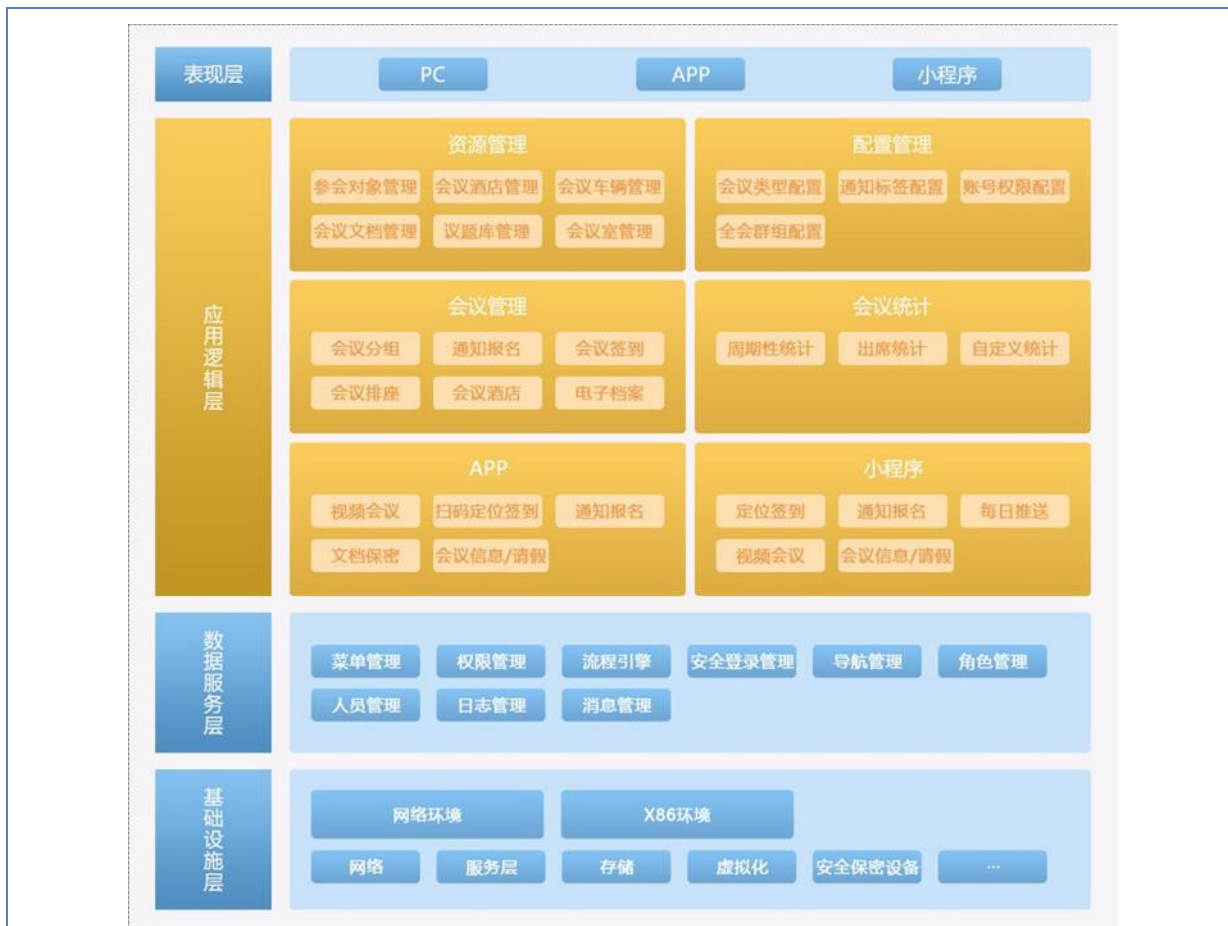 表现层
PC
APP
小程序
应用逻辑层
资源管理
参会对象管理
会议酒店管理
会议车辆管理
会议文档管理
议题库管理
会议室管理
配置管理
会议类型配置
通知标签配置
账号权限配置
全会群组配置
会议管理
会议分组
通知报名
会议签到
会议排座
会议酒店
电子档案
会议统计
周期性统计
出席统计
自定义统计
APP
视频会议
扫码定位签到
通知报名
文档保密
会议信息/请假
小程序
定位签到
通知报名
每日推送
视频会议
会议信息/请假
数据服务层
菜单管理
权限管理
流程引擎
安全登录管理
导航管理
角色管理
人员管理
日志管理
消息管理
基础设施层
网络环境
X86环境
网络
服务层
存储
虚拟化
安全保密设备
...